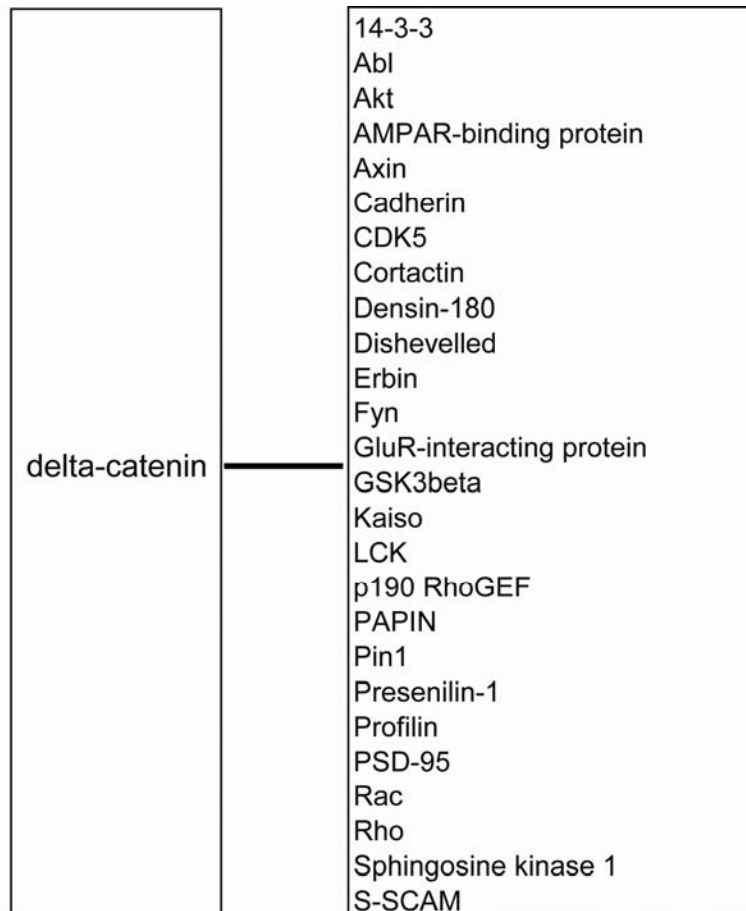 delta-catenin
14-3-3
Abl
Akt
AMPAR-binding protein
Axin
Cadherin
CDK5
Cortactin
Densin-180
Dishevelled
Erbin
Fyn
GluR-interacting protein
GSK3beta
Kaiso
LCK
p190 RhoGEF
PAPIN
Pin1
Presenilin-1
Profilin
PSD-95
Rac
Rho
Sphingosine kinase 1
S-SCAM